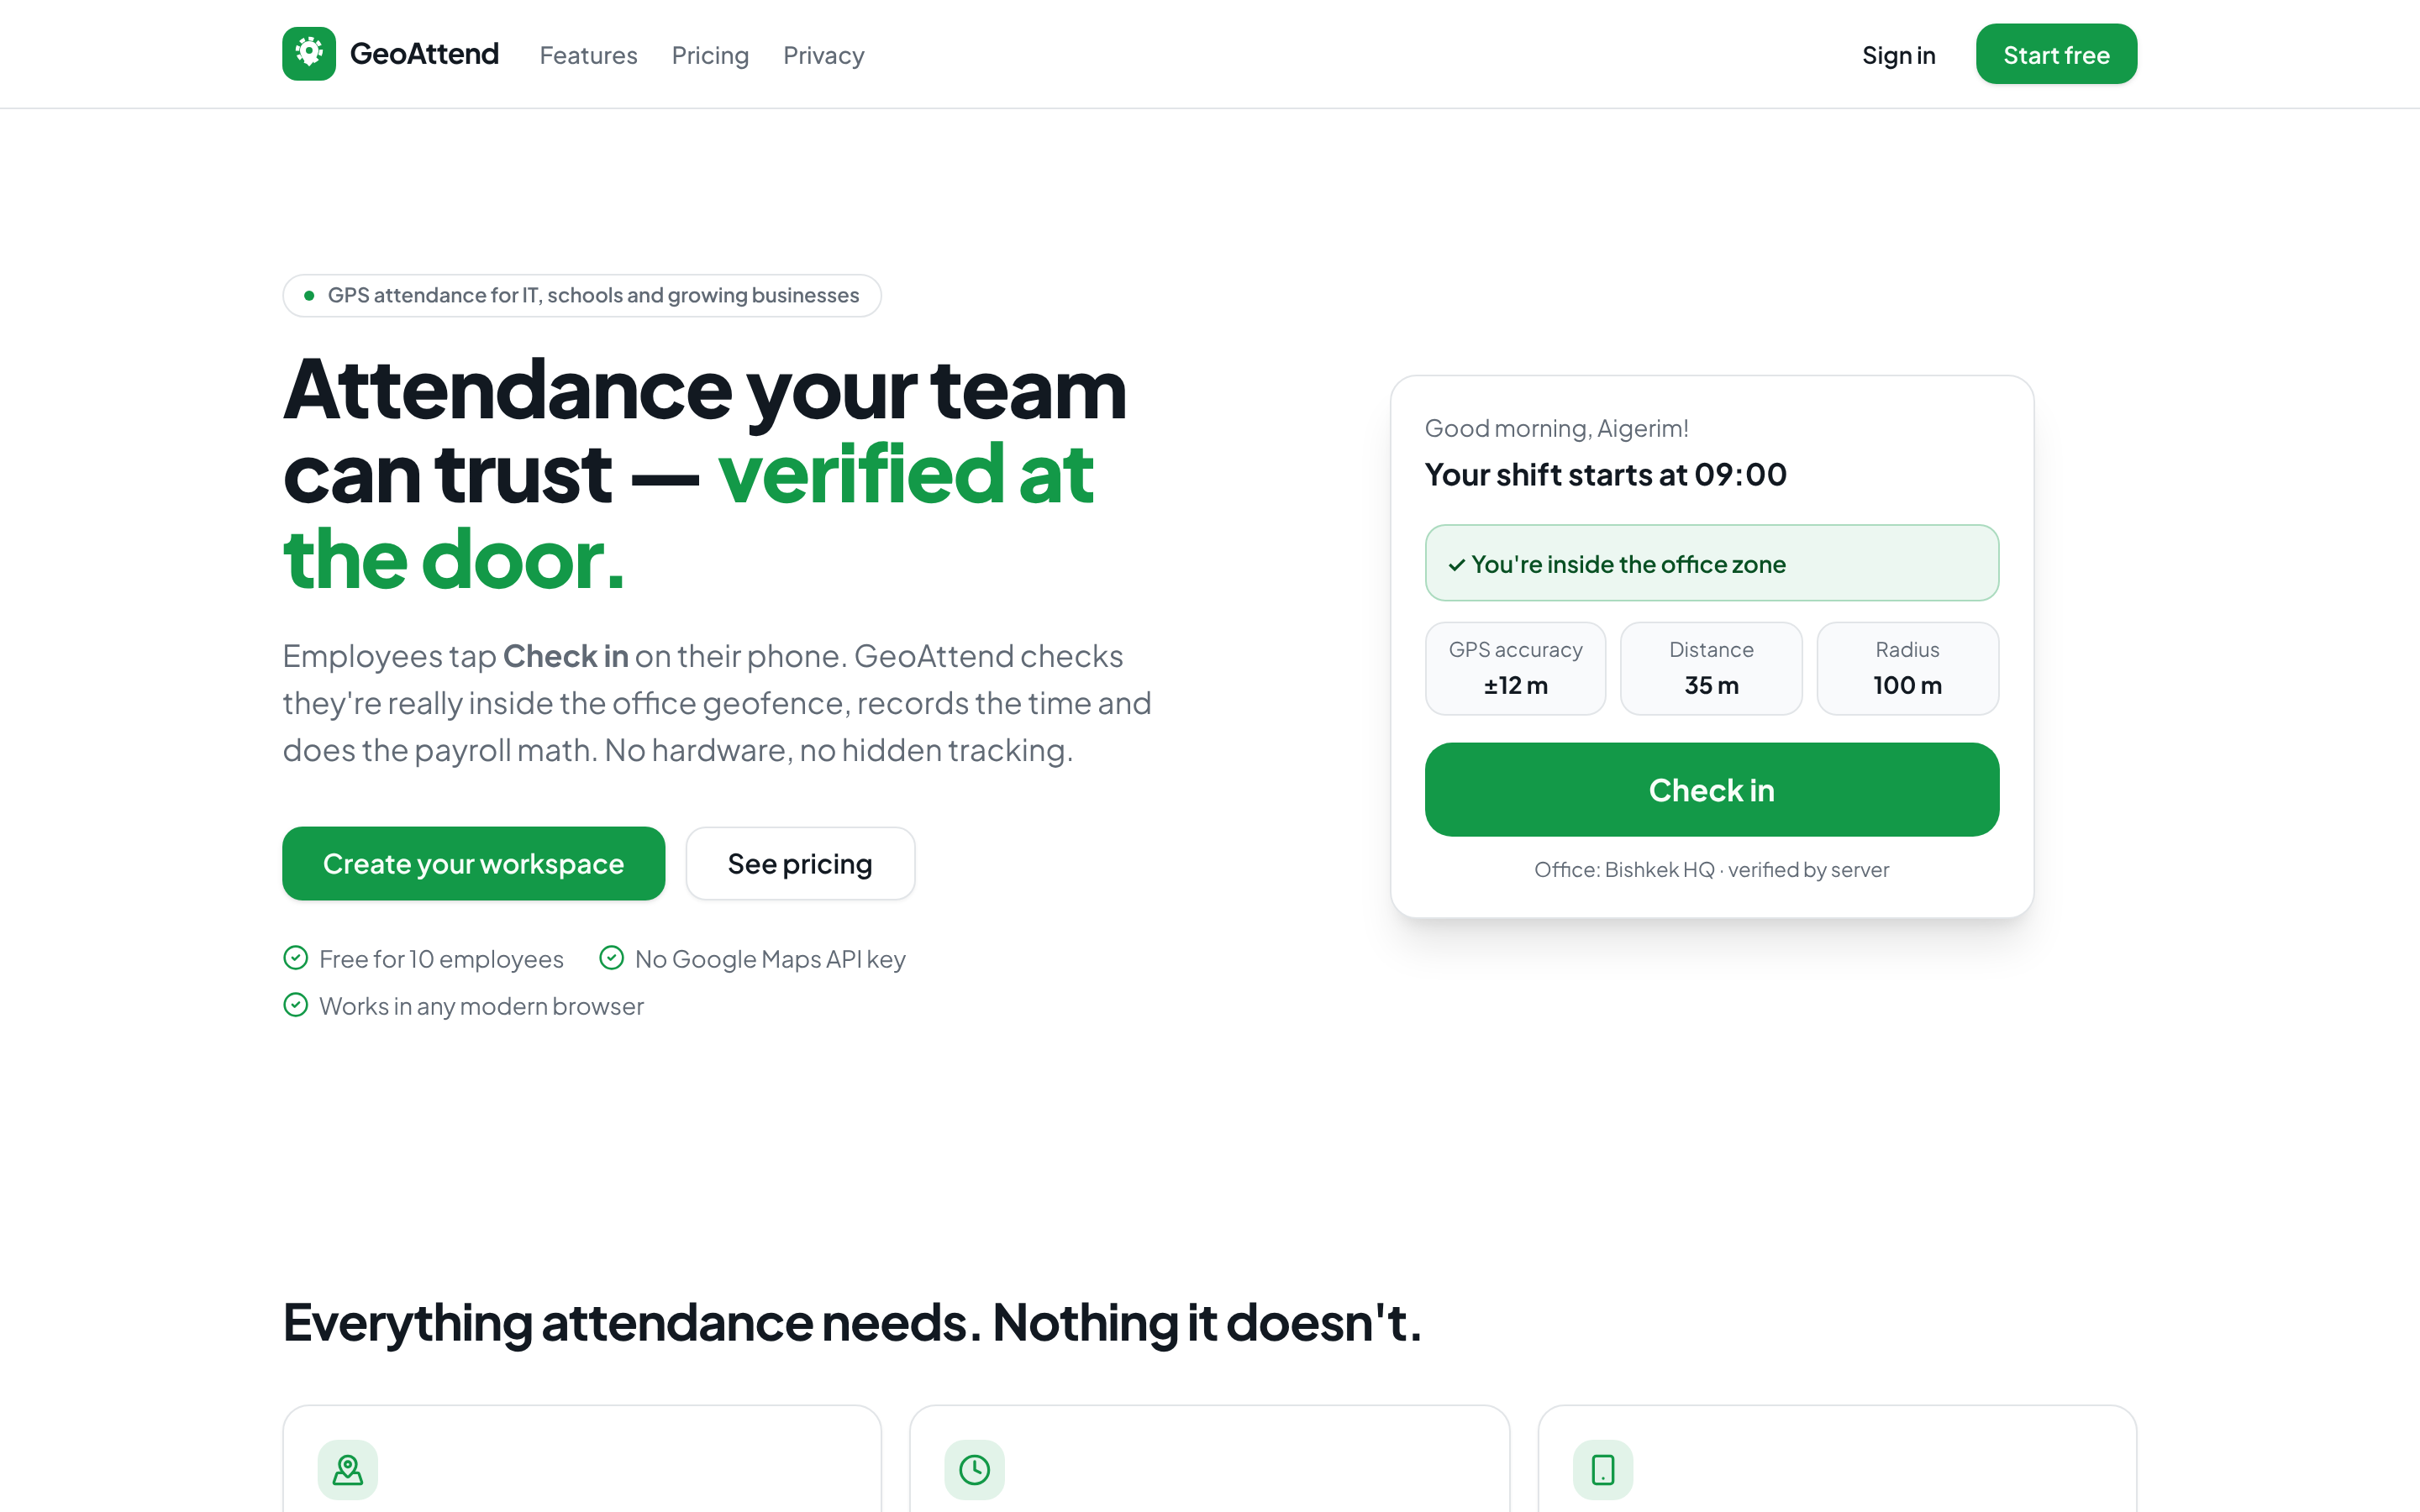 GeoAttend
Features
Pricing
Privacy
Sign in
Start free
GPS attendance for IT, schools and growing businesses
Attendance your team
can trust — verified at
the door.
Employees tap Check in on their phone. GeoAttend checks
they're really inside the office geofence, records the time and
does the payroll math. No hardware, no hidden tracking.
Create your workspace
See pricing
Free for 10 employees
No Google Maps API key
Works in any modern browser
Good morning, Aigerim!
Your shift starts at 09:00
✓ You're inside the office zone
GPS accuracy
±12 m
Distance
35 m
Radius
100 m
Check in
Office: Bishkek HQ · verified by server
Everything attendance needs. Nothing it doesn't.